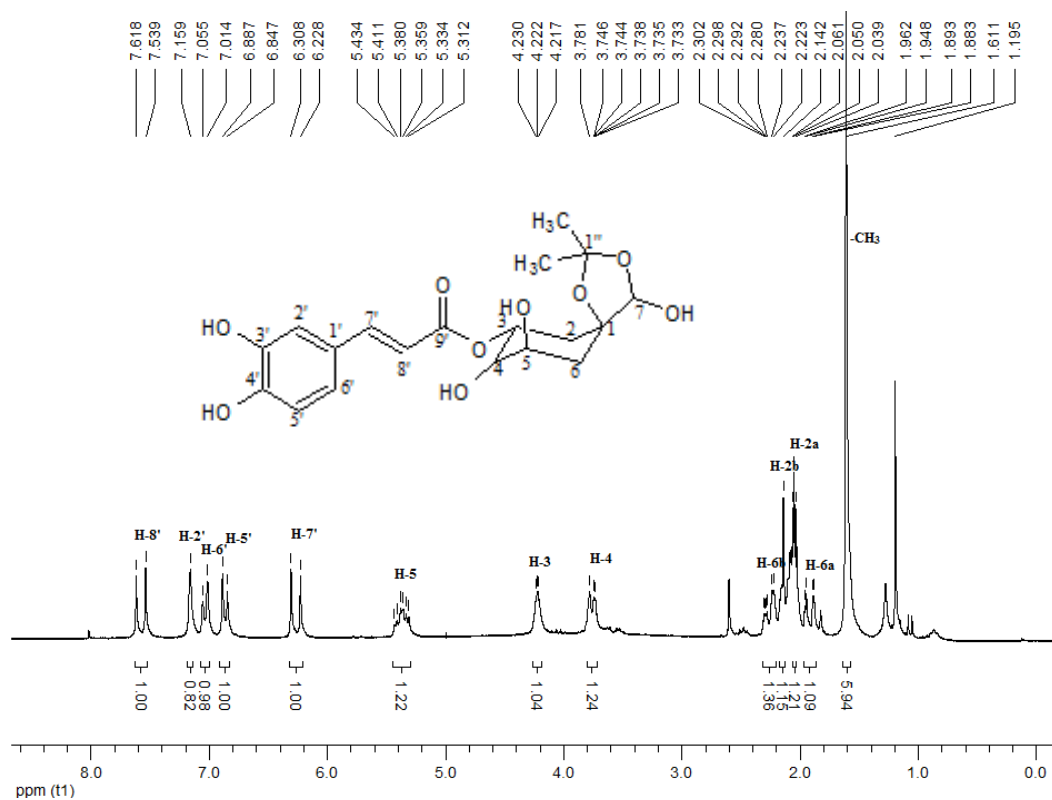 7.618 7.539 7.159 7.055 7.014 6.887 6.847 6.308 6.228 5.434 5.411 5.380 5.359 5.334 5.312 4.230 4.222 4.217 3.781 3.746 3.744 3.738 3.735 3.733 2.302 2.298 2.292 2.280 2.237 2.223 2.142 2.061 2.050 2.039 1.962 1.948 1.893 1.883 1.611 1.195
H3C
1''
-CH3
H3C
O
O
HO
O
7
OH
O
3'
2
1
2'
7'
HO
3'
1'
9'
O
4
5
6
8'
4'
6'
HO
HO
5'
H-2a
H-2b
H-8'
H-2'
H-6'
H-5'
H-7'
H-5
H-3
H-4
H-6b
H-6a
1.00 0.82 0.98 1.00 1.00 1.22 1.04 1.24 1.36 1.15 1.21 1.09 5.94
8.0 7.0 6.0 5.0 4.0 3.0 2.0 1.0 0.0
ppm (t1)